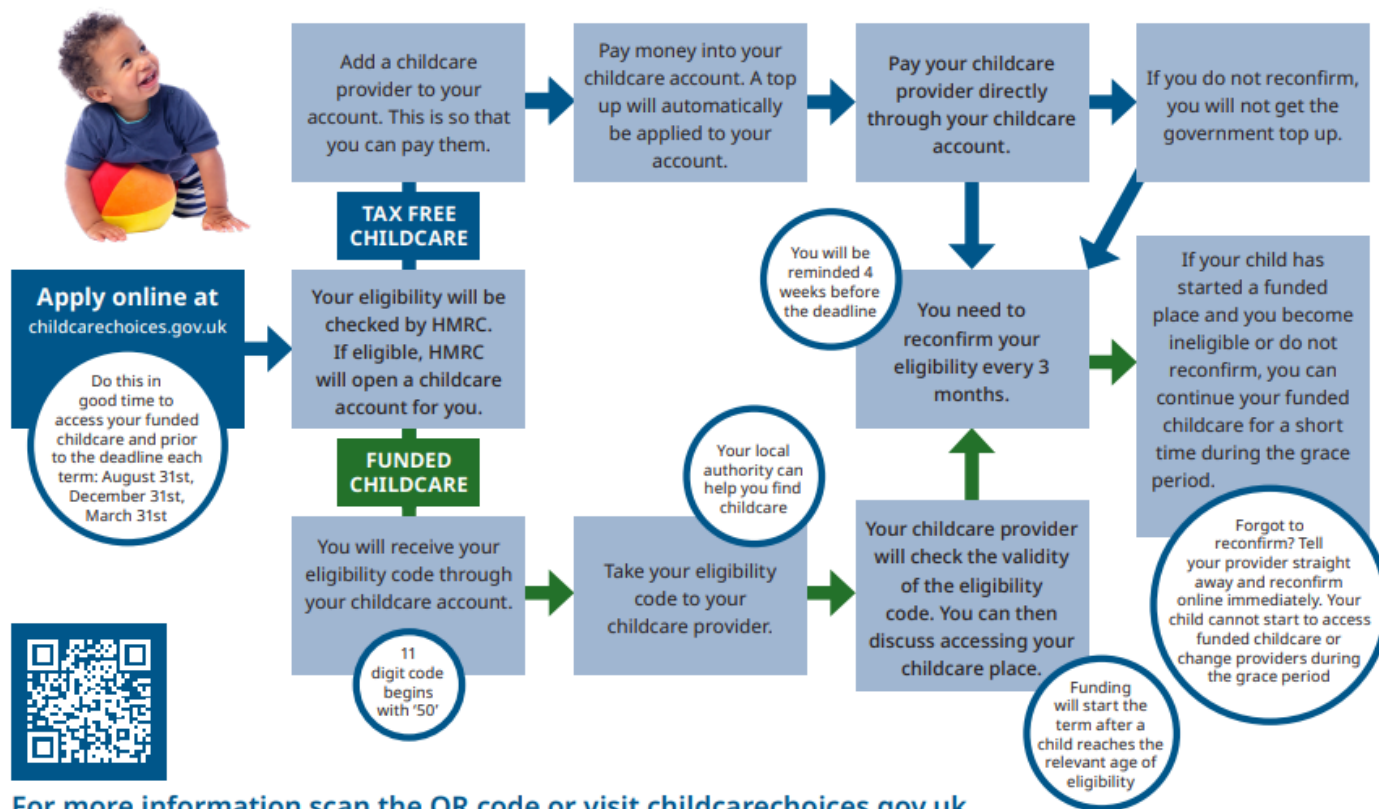 Add a childcare
provider to your
account. This is so that
you can pay them.
Pay money into your
childcare account. A top
up will automatically
be applied to your
account.
Pay your childcare
provider directly
through your childcare
account.
If you do not reconfirm,
you will not get the
government top up.
TAX FREE
CHILDCARE
Apply online at
childcarechoices.gov.uk
Do this in
good time to
access your funded
childcare and prior
to the deadline each
term: August 31st,
December 31st,
March 31st
Your eligibility will be
checked by HMRC.
If eligible, HMRC
will open a childcare
account for you.
You will be
reminded 4
weeks before
the deadline
You need to
reconfirm your
eligibility every 3
months.
If your child has
started a funded
place and you become
ineligible or do not
reconfirm, you can
continue your funded
childcare for a short
time during the grace
period.
FUNDED
CHILDCARE
Your local
authority can
help you find
childcare
You will receive your
eligibility code through
your childcare account.
11
digit code
begins
with ‘50’
Take your eligibility
code to your
childcare provider.
Your childcare provider
will check the validity
of the eligibility
code. You can then
discuss accessing your
childcare place.
Forgot to
reconfirm? Tell
your provider straight
away and reconfirm
online immediately. Your
child cannot start to access
funded childcare or
change providers during
the grace period
Funding
will start the
term after a
child reaches the
relevant age of
eligibility
For more information scan the QR code or visit childcarechoices.gov.uk